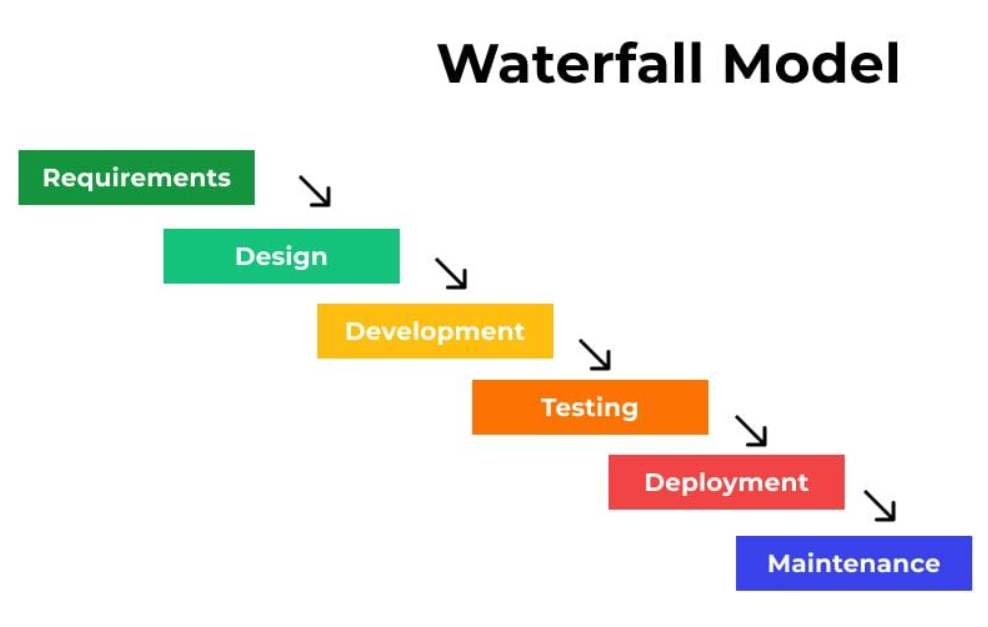 Waterfall Model
Requirements
Design
Development
Testing
Deployment
Maintenance